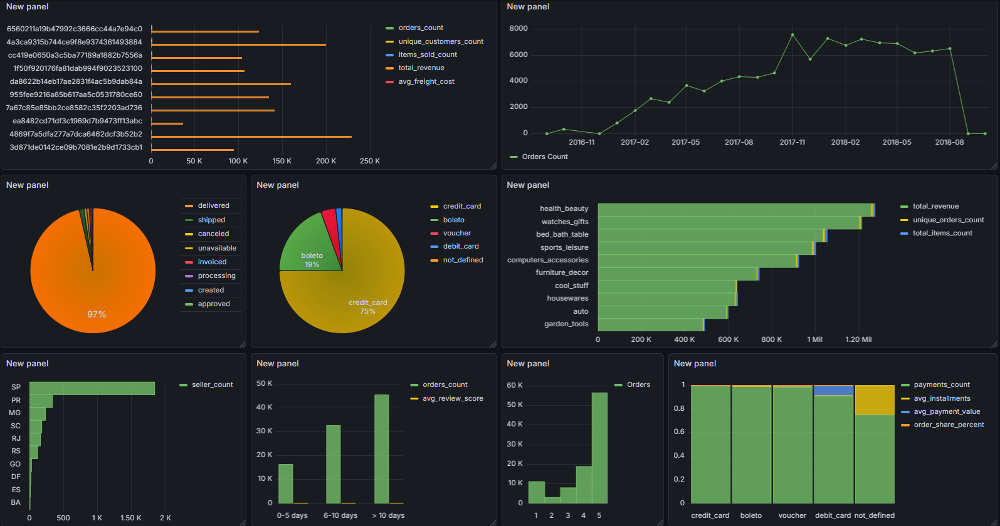 New panel
6560211a19b47992c3666cc44a7e94c0
4a3ca9315b744ce9f8e9374361493884
cc419e0650a3c5ba77189a1882b7556a
1f50f920176fa81dab994f9023523100
da8622b14eb17ae2831f4ac5b9dab84a
955fee9216a65b617aa5c0531780ce60
7a67c85e85bb2ce8582c35f2203ad736
ea8482cd71df3c1969d7b9473ff13abc
4869f7a5dfa277a7dca6462dcf3b52b2
3d871de0142ce09b7081e2b9d1733cb1
0 50 K 100 K 150 K 200 K 250 K
orders_count
unique_customers_count
items_sold_count
total_revenue
avg_freight_cost
New panel
8000
6000
4000
2000
0
2016-11 2017-02 2017-05 2017-08 2017-11 2018-02 2018-05 2018-08
Orders Count
New panel
97%
delivered
shipped
canceled
unavailable
invoiced
processing
created
approved
New panel
boleto
19%
credit_card
75%
credit_card
boleto
voucher
debit_card
not_defined
New panel
health_beauty
watches_gifts
bed_bath_table
sports_leisure
computers_accessories
furniture_decor
cool_stuff
housewares
auto
garden_tools
0 200 K 400 K 600 K 800 K 1 Mil 1.20 Mil
total_revenue
unique_orders_count
total_items_count
New panel
SP
PR
MG
SC
RJ
RS
GO
DF
ES
BA
0 500 1 K 1.50 K 2 K
seller_count
New panel
50 K
40 K
30 K
20 K
10 K
0
0-5 days 6-10 days > 10 days
orders_count
avg_review_score
New panel
60 K
50 K
40 K
30 K
20 K
10 K
0
1 2 3 4 5
Orders
New panel
1
0.8
0.6
0.4
0.2
0
credit_card boleto voucher debit_card not_defined
payments_count
avg_installments
avg_payment_value
order_share_percent